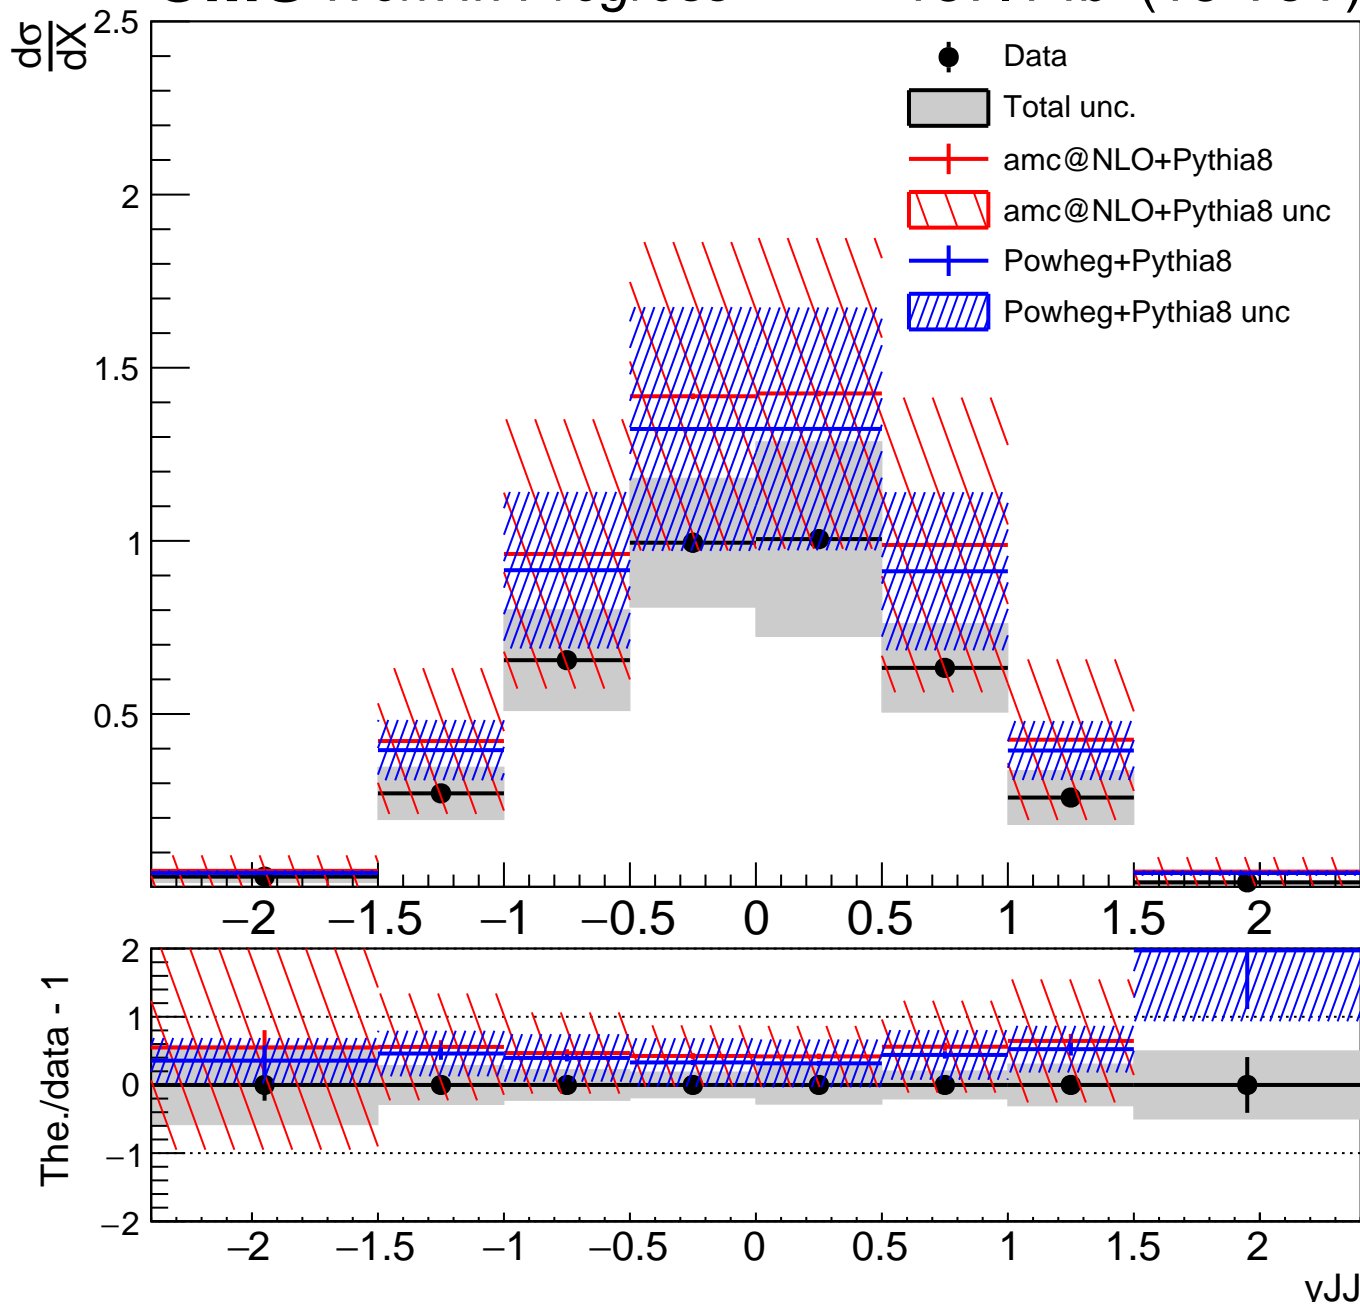 dσ
dX
Data
Total unc.
amc@NLO+Pythia8
amc@NLO+Pythia8 unc
Powheg+Pythia8
Powheg+Pythia8 unc
2.5
2
1.5
1
0.5
−2 −1.5 −1 −0.5 0 0.5 1 1.5 2
The./data - 1
2
1
0
−1
−2
−2 −1.5 −1 −0.5 0 0.5 1 1.5 2